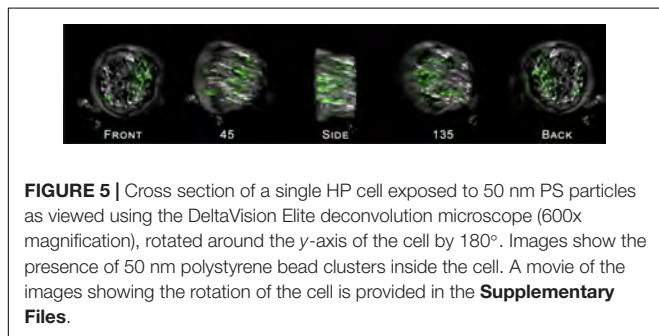 FRONT 45 SIDE 135 BACK
FIGURE 5 | Cross section of a single HP cell exposed to 50 nm PS particles
as viewed using the DeltaVision Elite deconvolution microscope (600x
magnification), rotated around the y-axis of the cell by 180°. Images show the
presence of 50 nm polystyrene bead clusters inside the cell. A movie of the
images showing the rotation of the cell is provided in the Supplementary
Files.